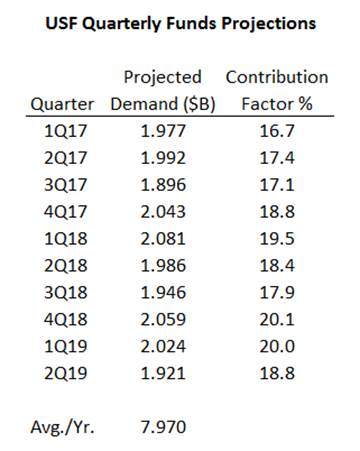 USF Quarterly Funds Projections
Projected Contribution
Quarter Demand ($B) Factor %
1Q17 1.977 16.7
2Q17 1.992 17.4
3Q17 1.896 17.1
4Q17 2.043 18.8
1Q18 2.081 19.5
2Q18 1.986 18.4
3Q18 1.946 17.9
4Q18 2.059 20.1
1Q19 2.024 20.0
2Q19 1.921 18.8
Avg./Yr. 7.970